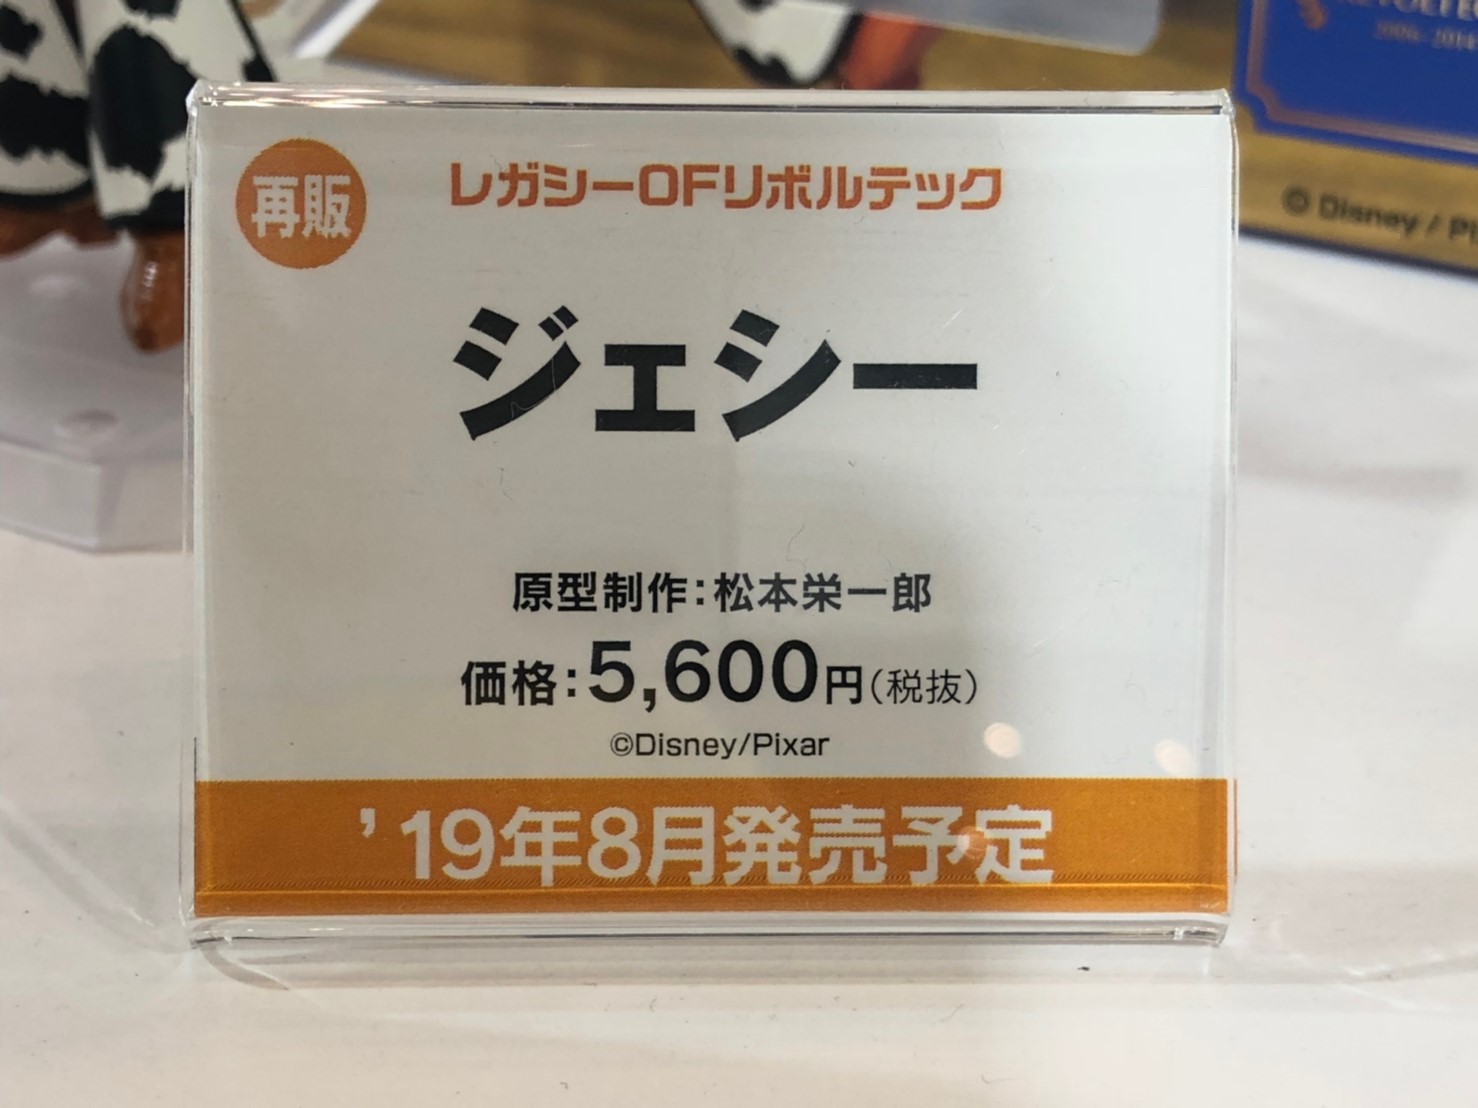 2006-2014
© Disney / Pi
再販
レガシーOFリボルテック
ジェシー
原型制作：松本栄一郎
価格：5,600円（税抜）
©Disney/Pixar
’19年8月発売予定